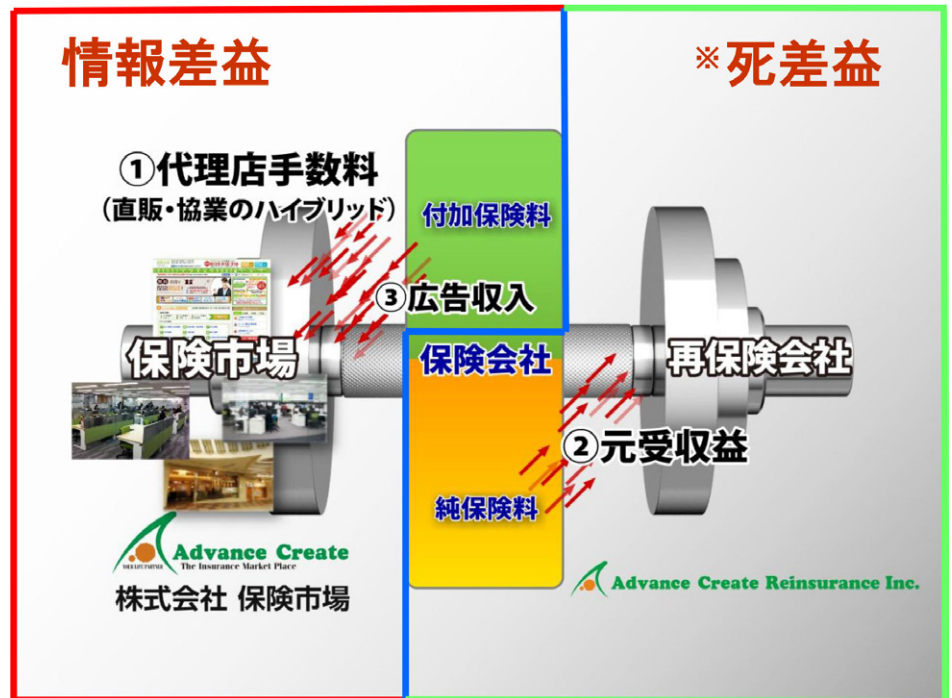 情報差益
※死差益
①代理店手数料
(直販・協業のハイブリッド)
付加保険料
③広告収入
保険市場
保険会社
再保険会社
②元受収益
純保険料
Advance Create
The Insurance Market Place
株式会社 保険市場
Advance Create Reinsurance Inc.